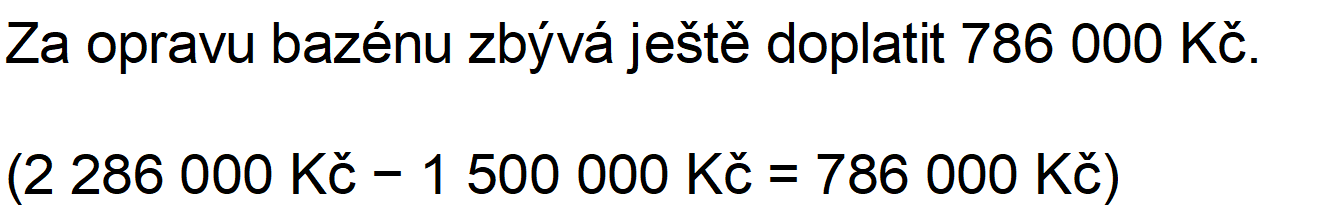 Za opravu bazénu zbývá ještě doplatit 786 000 Kč.
(2 286 000 Kč − 1 500 000 Kč = 786 000 Kč)